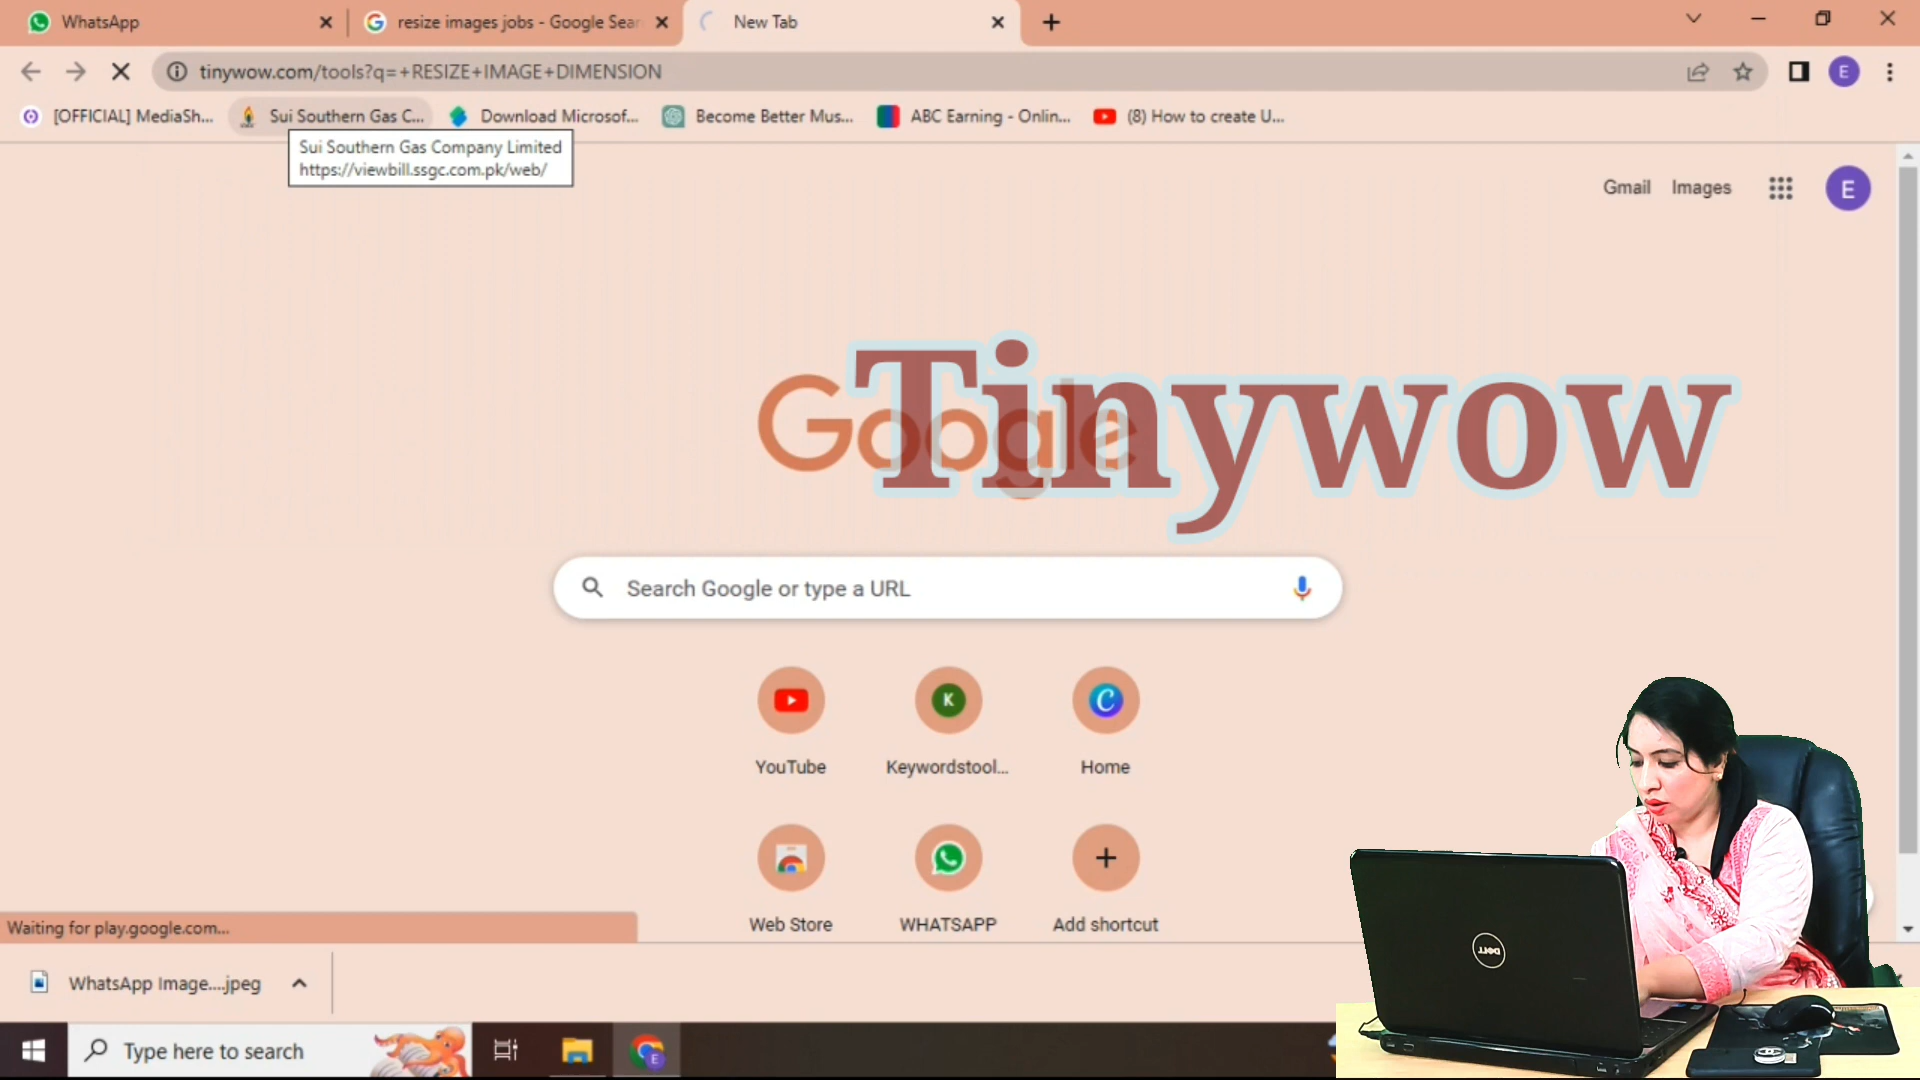 WhatsApp
resize images jobs - Google Sear
New Tab
tinywow.com/tools?q=+RESIZE+IMAGE+DIMENSION
E
[OFFICIAL] MediaSh...
Sui Southern Gas C...
Download Microsof...
Become Better Mus...
ABC Earning - Onlin...
(8) How to create U...
Sui Southern Gas Company Limited
https://viewbill.ssgc.com.pk/web/
Gmail
Images
E
Google
Tinywow
Search Google or type a URL
K
C
YouTube
Keywordstool...
Home
Web Store
WHATSAPP
Add shortcut
Waiting for play.google.com...
WhatsApp Image....jpeg
Type here to search
E
DELL